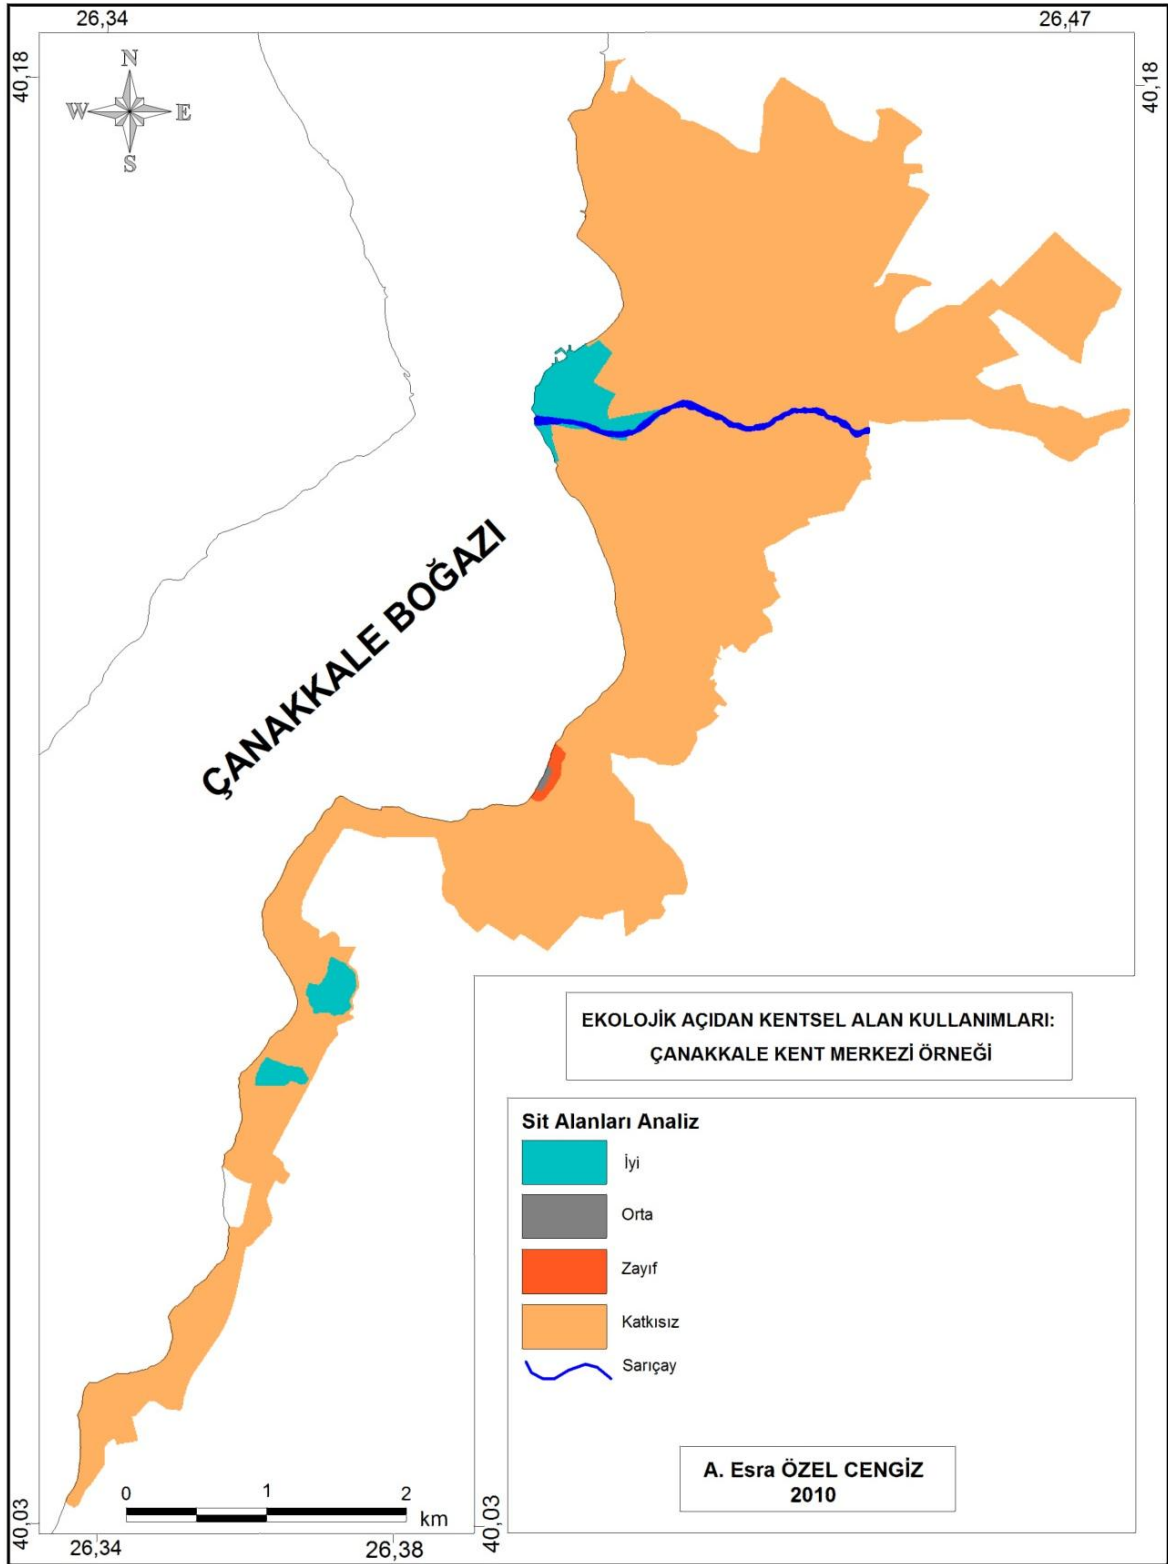 26,34
26,47
40,18
40,18
N
W
E
S
ÇANAKKALE BOĞAZI
EKOLOJİK AÇIDAN KENTSEL ALAN KULLANIMLARI:
ÇANAKKALE KENT MERKEZİ ÖRNEĞİ
Sit Alanları Analiz
İyi
Orta
Zayıf
Katkısız
Sarıçay
A. Esra ÖZEL CENGİZ
2010
0
1
2
km
40,03
40,03
26,34
26,38